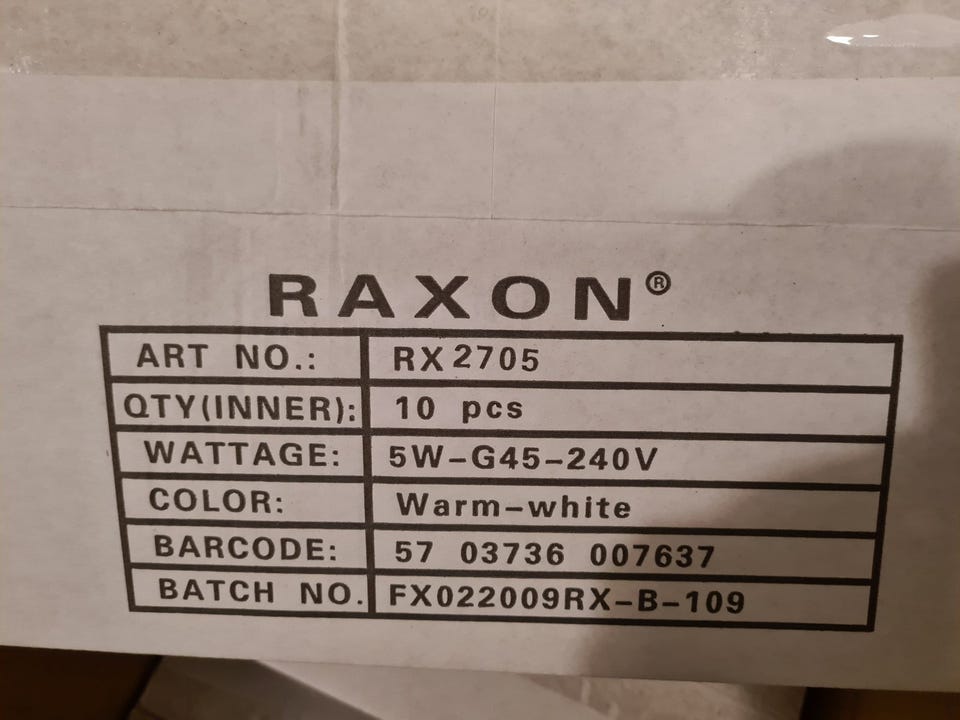 RAXON®
ART NO.: RX2705
QTY(INNER): 10 pcs
WATTAGE: 5W-G45-240V
COLOR: Warm-white
BARCODE: 57 03736 007637
BATCH NO. FX022009RX-B-109